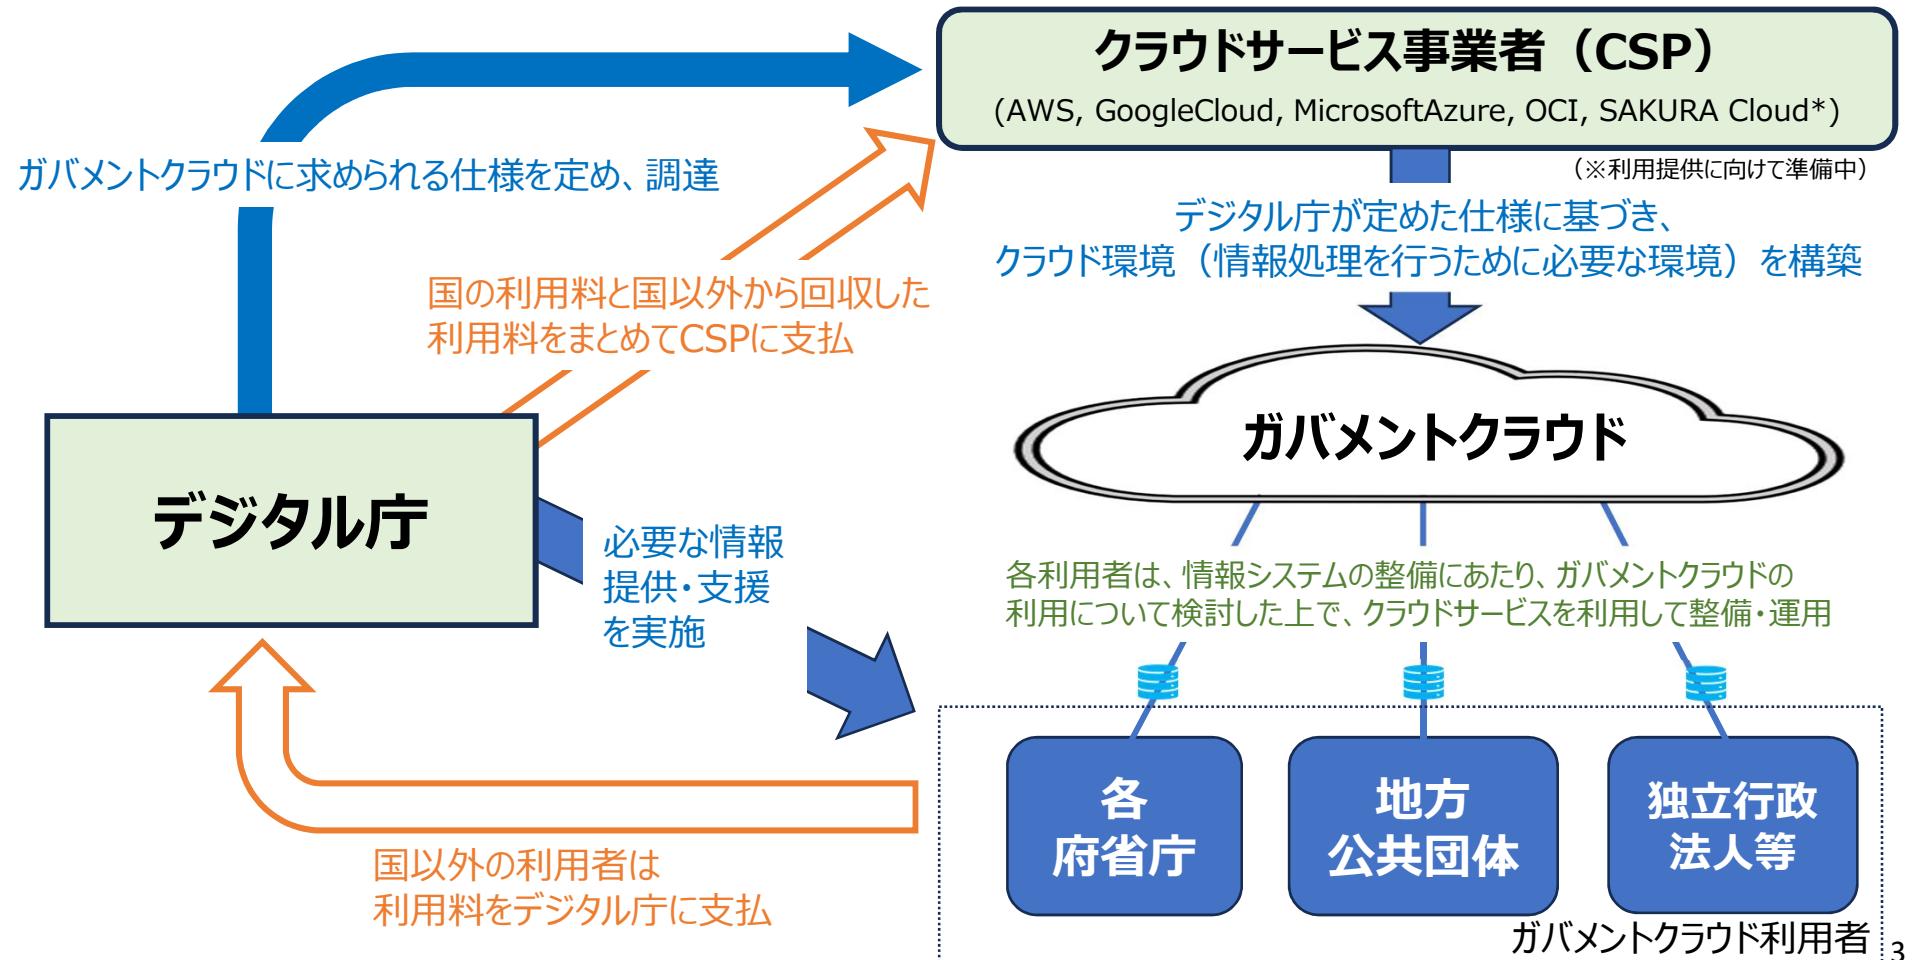 クラウドサービス事業者（CSP）
(AWS, GoogleCloud, MicrosoftAzure, OCI, SAKURA Cloud*)
（※利用提供に向けて準備中）
ガバメントクラウドに求められる仕様を定め、調達
デジタル庁が定めた仕様に基づき、
クラウド環境（情報処理を行うために必要な環境）を構築
国の利用料と国以外から回収した
利用料をまとめてCSPに支払
ガバメントクラウド
デジタル庁
必要な情報
提供・支援
を実施
各利用者は、情報システムの整備にあたり、ガバメントクラウドの
利用について検討した上で、クラウドサービスを利用して整備・運用
各
府省庁
地方
公共団体
独立行政
法人等
国以外の利用者は
利用料をデジタル庁に支払
ガバメントクラウド利用者
3